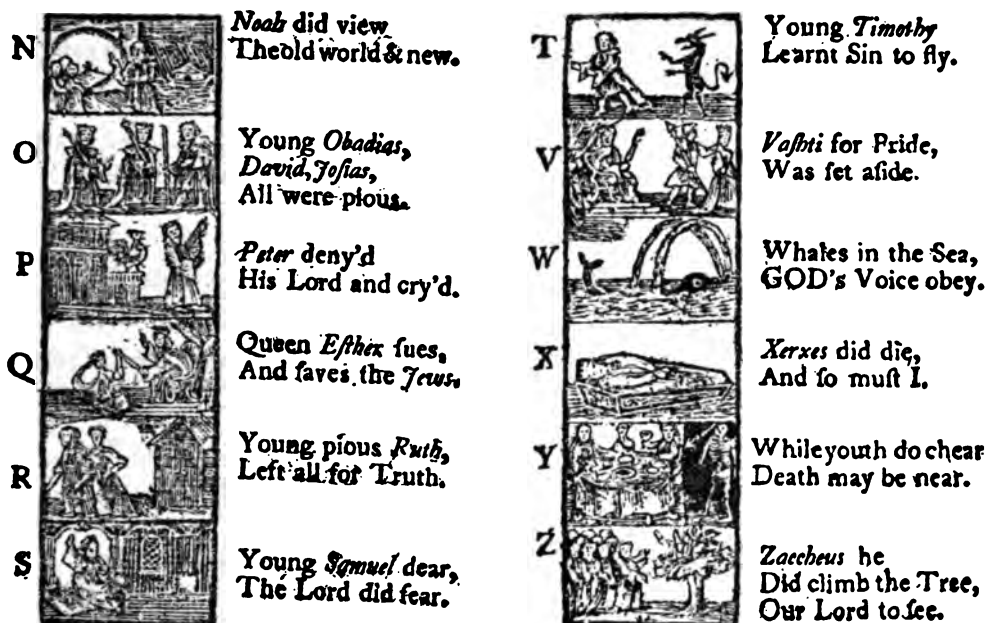 N
Noah did view
The old world & new.
O
Young Obadias,
David, Joſias,
All were pious.
P
Peter deny'd
His Lord and cry'd.
Q
Queen Eſther ſues,
And ſaves the Jews.
R
Young pious Ruth,
Left all for Truth.
S
Young Samuel dear,
The Lord did fear.
T
Young Timothy
Learnt Sin to fly.
V
Vaſhti for Pride,
Was ſet aſide.
W
Whales in the Sea,
GOD's Voice obey.
X
Xerxes did die,
And ſo muſt I.
Y
While youth do chear
Death may be near.
Z
Zaccheus he
Did climb the Tree,
Our Lord to ſee.